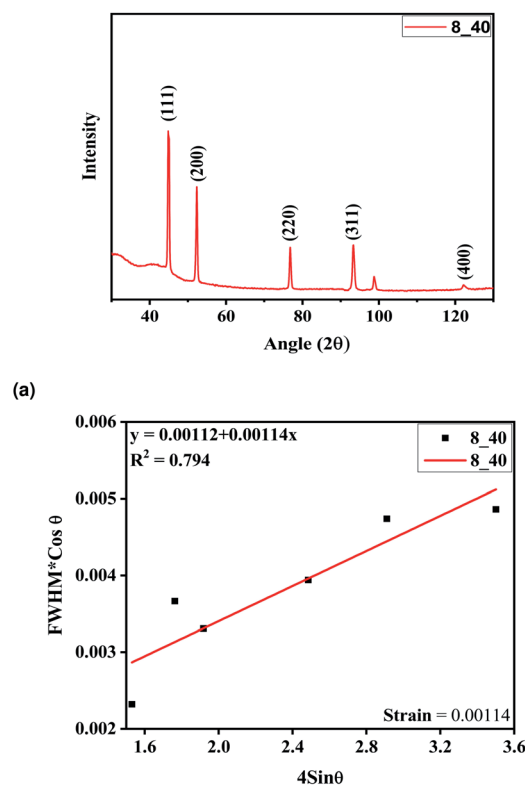 8_40
(111)
(200)
(220)
(311)
(400)
Intensity
40 60 80 100 120
Angle (2θ)
(a)
0.006
0.005
0.004
0.003
0.002
y = 0.00112+0.00114x
R² = 0.794
8_40
8_40
FWHM*Cos θ
Strain = 0.00114
1.6 2.0 2.4 2.8 3.2 3.6
4Sinθ